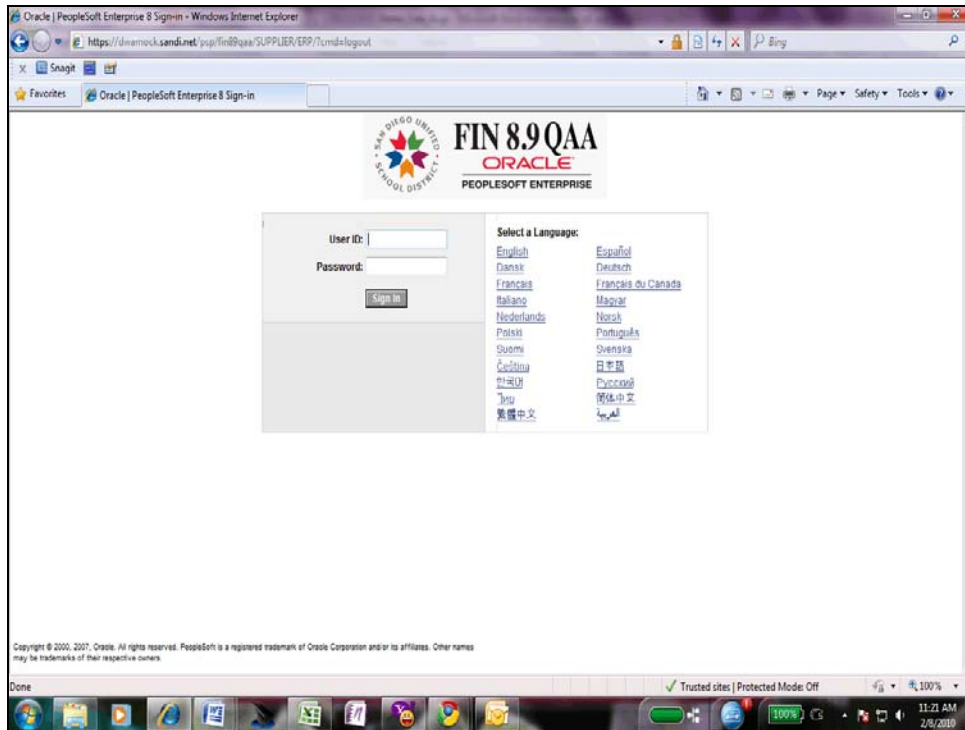 Oracle | PeopleSoft Enterprise 8 Sign-in - Windows Internet Explorer
https://dwamock.sandi.net/psp/fin89qaa/SUPPLIER/ERP/?cmd=logout
Bing
x Snagit
Favorites Oracle | PeopleSoft Enterprise 8 Sign-in Page Safety Tools
SAN DIEGO UNIFIED SCHOOL DISTRICT
FIN 8.9 QAA
ORACLE
PEOPLESOFT ENTERPRISE
User ID:
Password:
Sign In
Select a Language:
English Español
Dansk Deutsch
Français Français du Canada
Italiano Magyar
Nederlands Norsk
Polski Português
Suomi Svenska
Čeština 日本語
한국어 Русский
ไทย 简体中文
繁體中文 العربية
Copyright © 2000, 2007, Oracle. All rights reserved. PeopleSoft is a registered trademark of Oracle Corporation and/or its affiliates. Other names
may be trademarks of their respective owners.
Done Trusted sites | Protected Mode: Off 100%
100% 11:21 AM
2/8/2010